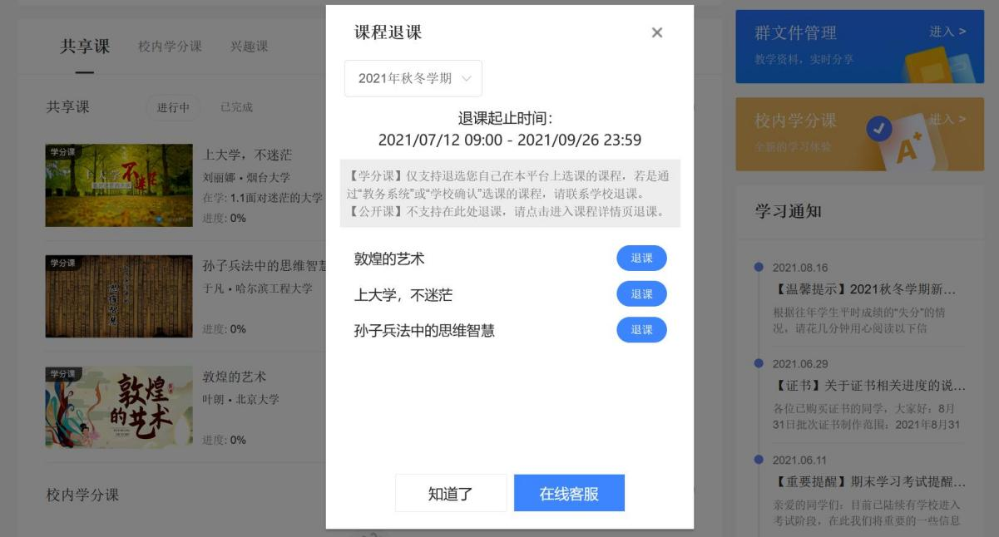 共享课
校内学分课
兴趣课
共享课
进行中
已完成
学分课
上大学，不迷茫
刘丽娜 • 烟台大学
在学: 1.1面对迷茫的大学
进度: 0%
学分课
思维智慧
孙子兵法中的思维智慧
于凡 • 哈尔滨工程大学
进度: 0%
学分课
敦煌
的艺术
敦煌的艺术
叶朗 • 北京大学
进度: 0%
校内学分课
课程退课
×
2021年秋冬学期
退课起止时间：
2021/07/12 09:00 - 2021/09/26 23:59
【学分课】仅支持退选您自己在本平台上选课的课程，若是通
过“教务系统”或“学校确认”选课的课程，请联系学校退课。
【公开课】不支持在此处退课，请点击进入课程详情页退课。
敦煌的艺术
退课
上大学，不迷茫
退课
孙子兵法中的思维智慧
退课
知道了
在线客服
群文件管理
进入 >
教学资料，实时分享
校内学分课
进入 >
全新的学习体验
A+
学习通知
2021.08.16
【温馨提示】2021秋冬学期新...
根据往年学生平时成绩的“失分”的情
况，请花几分钟用心阅读以下信
2021.06.29
【证书】关于证书相关进度的说...
各位已购买证书的同学，大家好：8月
31日批次证书制作范围：2021年8月31
2021.06.11
【重要提醒】期末学习考试提醒...
亲爱的同学们：目前已陆续有学校进入
考试阶段，在此我们将重要的一些信息